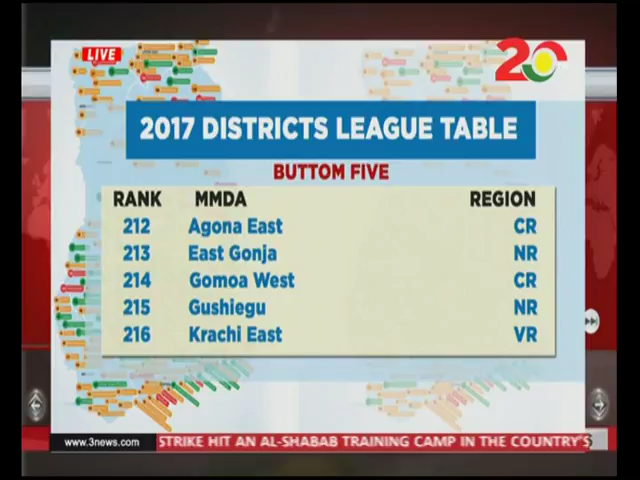 LIVE
20
2017 DISTRICTS LEAGUE TABLE
BUTTOM FIVE
RANK MMDA REGION
212 Agona East CR
213 East Gonja NR
214 Gomoa West CR
215 Gushiegu NR
216 Krachi East VR
www.3news.com STRIKE HIT AN AL-SHABAB TRAINING CAMP IN THE COUNTRY'S